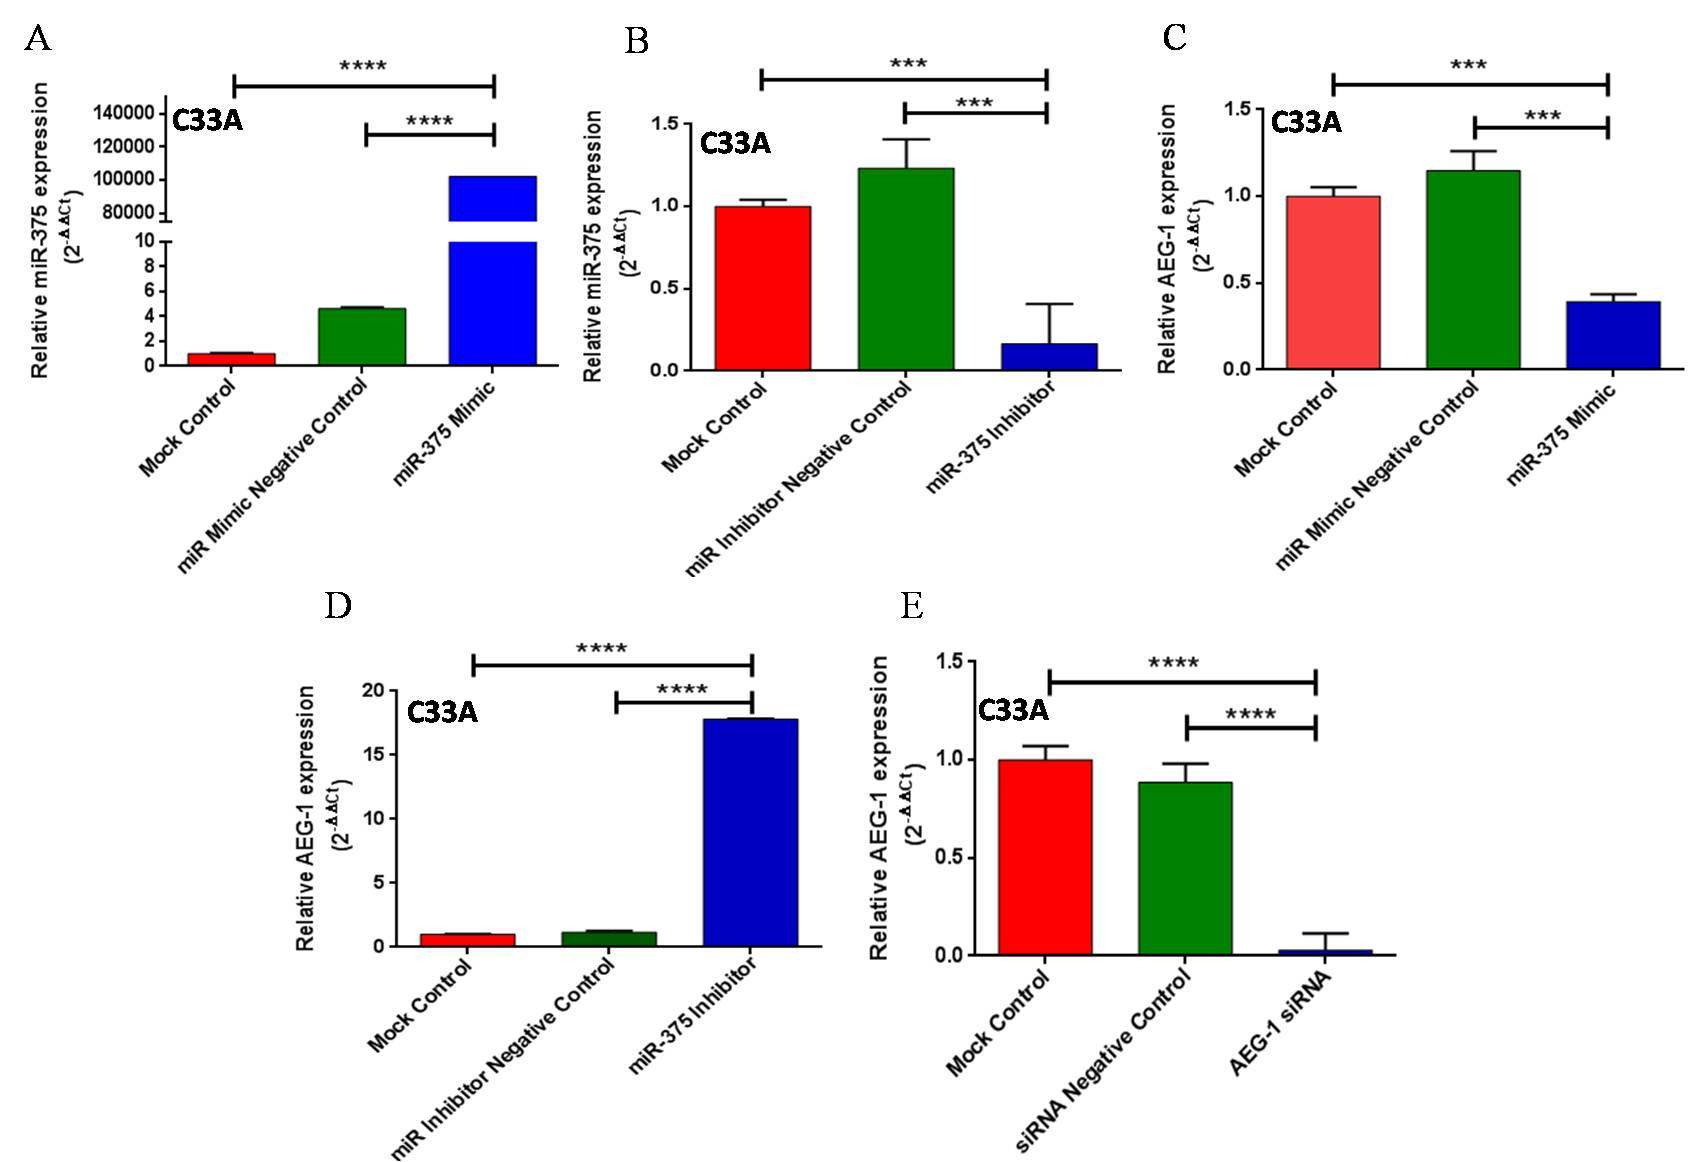 A
****
****
C33A
Relative miR-375 expression
(2-ΔΔCt)
140000
120000
100000
80000
10
8
6
4
2
0
Mock Control
miR Mimic Negative Control
miR-375 Mimic
B
***
***
C33A
Relative miR-375 expression
(2-ΔΔCt)
1.5
1.0
0.5
0.0
Mock Control
miR Inhibitor Negative Control
miR-375 Inhibitor
C
***
***
C33A
Relative AEG-1 expression
(2-ΔΔCt)
1.5
1.0
0.5
0.0
Mock Control
miR Mimic Negative Control
miR-375 Mimic
D
****
****
C33A
Relative AEG-1 expression
(2-ΔΔCt)
20
15
10
5
0
Mock Control
miR Inhibitor Negative Control
miR-375 Inhibitor
E
****
****
C33A
Relative AEG-1 expression
(2-ΔΔCt)
1.5
1.0
0.5
0.0
Mock Control
siRNA Negative Control
AEG-1 siRNA